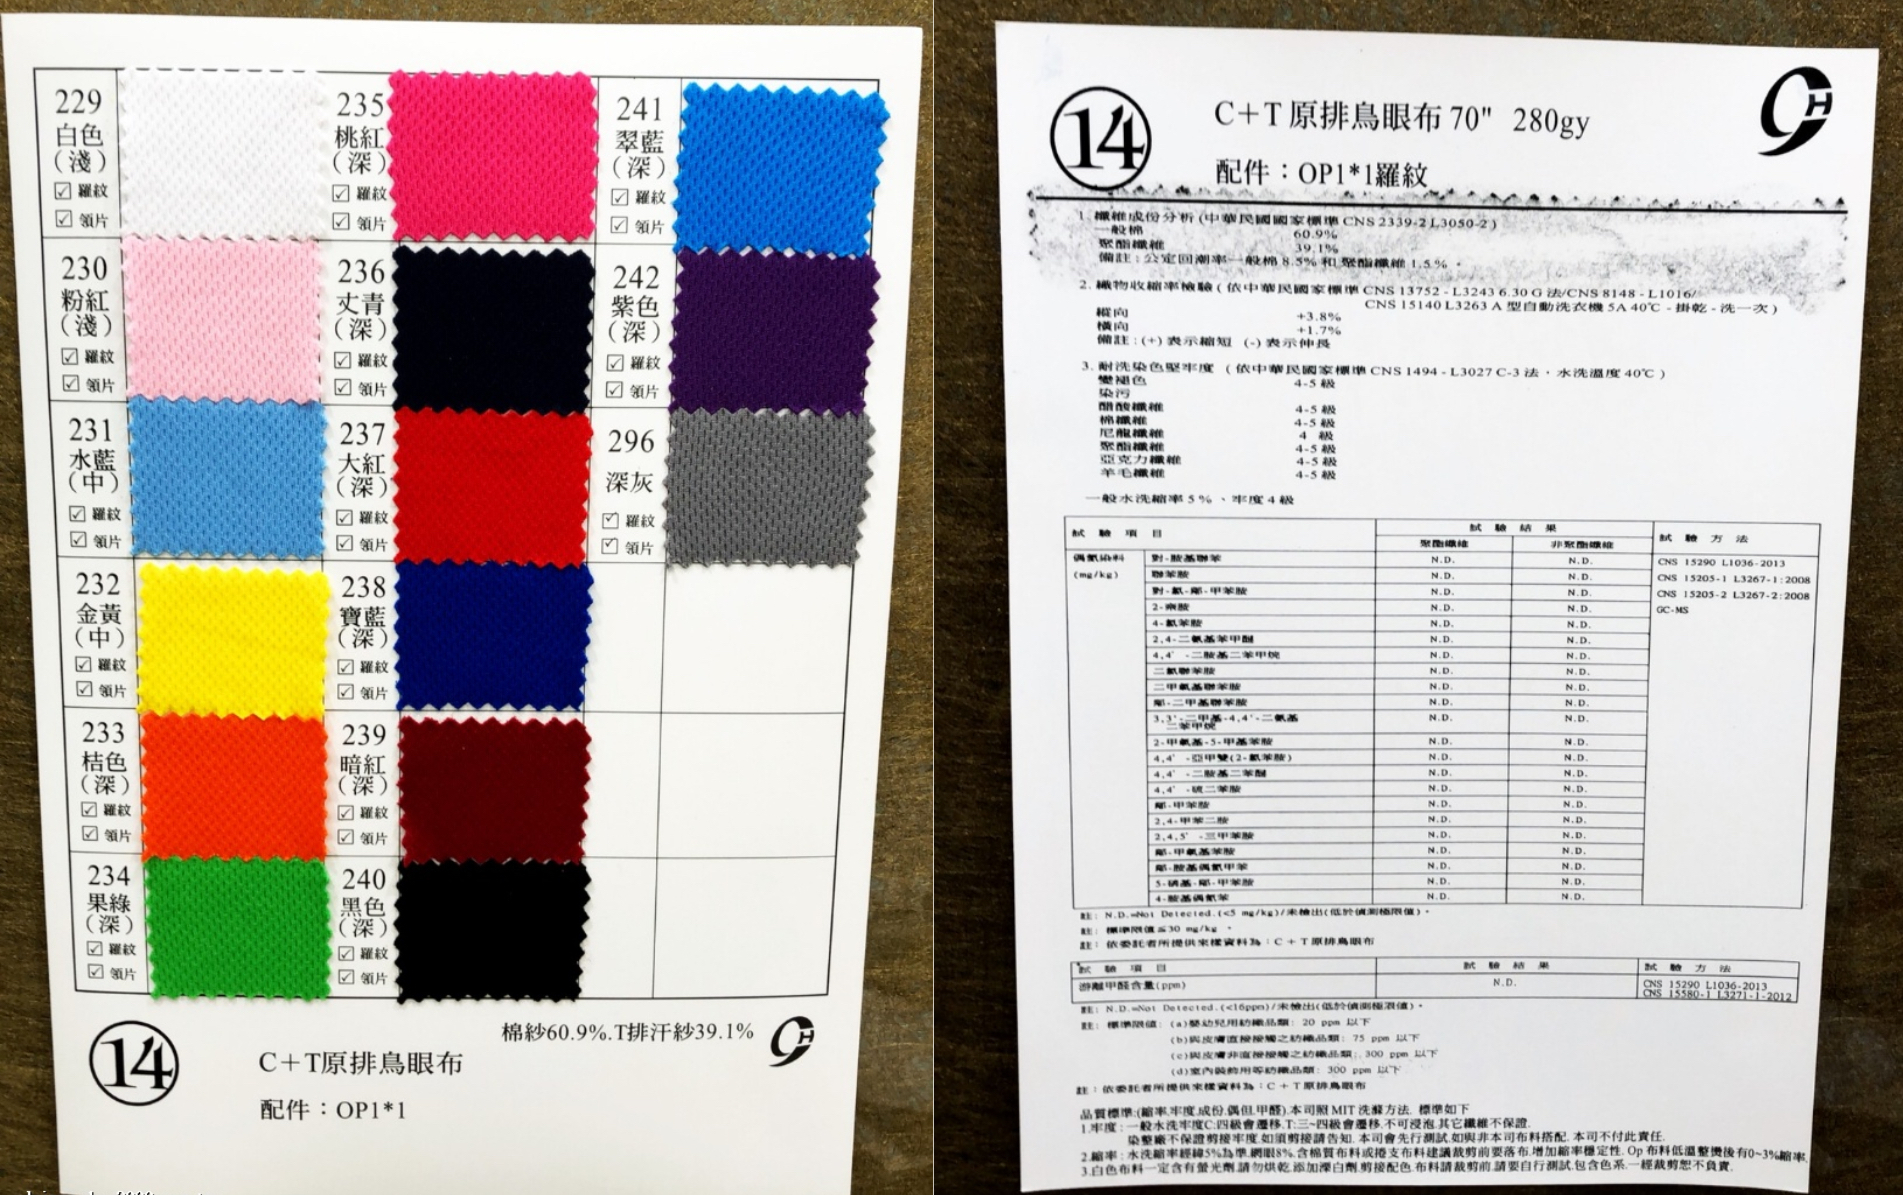 229
白色
(淺)
☑ 羅紋
☑ 領片
230
粉紅
(淺)
☑ 羅紋
☑ 領片
231
水藍
(中)
☑ 羅紋
☑ 領片
232
金黃
(中)
☑ 羅紋
☑ 領片
233
桔色
(深)
☑ 羅紋
☑ 領片
234
果綠
(深)
☑ 羅紋
☑ 領片
235
桃紅
(深)
☑ 羅紋
☑ 領片
236
丈青
(深)
☑ 羅紋
☑ 領片
237
大紅
(深)
☑ 羅紋
☑ 領片
238
寶藍
(深)
☑ 羅紋
☑ 領片
239
暗紅
(深)
☑ 羅紋
☑ 領片
240
黑色
(深)
☑ 羅紋
☑ 領片
241
翠藍
(深)
☑ 羅紋
☑ 領片
242
紫色
(深)
☑ 羅紋
☑ 領片
296
深灰
☑ 羅紋
☑ 領片
棉紗60.9%.T排汗紗39.1%
14
C+T原排鳥眼布
配件：OP1*1
14
C+T原排鳥眼布 70" 280gy
配件：OP1*1羅紋
1. 纖維成份分析(中華民國國家標準 CNS 2339-2 L3050-2)
一般棉 60.9%
聚酯纖維 39.1%
備註:公定回潮率一般棉 8.5% 和 聚酯纖維 1.5%。
2. 織物收縮率檢驗(依中華民國國家標準 CNS 13752 - L3243 6.30 G 法/CNS 8148 - L1016/
CNS 15140 L3263 A 型自動洗衣機 5A 40℃ - 掛乾 - 洗一次)
縱向 +3.8%
橫向 +1.7%
備註:(+)表示縮短 (-)表示伸長
3. 耐洗染色堅牢度 (依中華民國國家標準 CNS 1494 - L3027 C-3 法，水洗溫度 40℃)
變褪色 4-5 級
染污
醋酸纖維 4-5 級
棉纖維 4-5 級
尼龍纖維 4 級
聚酯纖維 4-5 級
亞克力纖維 4-5 級
羊毛纖維 4-5 級
一般水洗縮率 5%、牢度 4 級
試 驗 項 目 試 驗 結 果 試 驗 方 法
聚酯纖維 非聚酯纖維
偶氮染料
(mg/kg)
對-胺基聯苯 N.D. N.D. CNS 15290 L1036-2013
聯苯胺 N.D. N.D. CNS 15205-1 L3267-1:2008
對-氯-鄰-甲苯胺 N.D. N.D. CNS 15205-2 L3267-2:2008
2-萘胺 N.D. N.D. GC-MS
4-氯苯胺 N.D. N.D.
2,4-二氨基苯甲醚 N.D. N.D.
4,4'-二胺基二苯甲烷 N.D. N.D.
二氯聯苯胺 N.D. N.D.
二甲氧基聯苯胺 N.D. N.D.
鄰-二甲基聯苯胺 N.D. N.D.
3,3'-二甲基-4,4'-二氨基二苯甲烷 N.D. N.D.
2-甲氧基-5-甲基苯胺 N.D. N.D.
4,4'-亞甲雙(2-氯苯胺) N.D. N.D.
4,4'-二胺基二苯醚 N.D. N.D.
4,4'-硫二苯胺 N.D. N.D.
鄰-甲苯胺 N.D. N.D.
2,4-甲苯二胺 N.D. N.D.
2,4,5'-三甲苯胺 N.D. N.D.
鄰-甲氧基苯胺 N.D. N.D.
鄰-胺基偶氮甲苯 N.D. N.D.
5-硝基-鄰-甲苯胺 N.D. N.D.
4-胺基偶氮苯 N.D. N.D.
註: N.D.=Not Detected.(<5 mg/kg)/未檢出(低於偵測極限值)。
註: 標準限值≦30 mg/kg。
註: 依委託者所提供來樣資料為：C+T原排鳥眼布
試 驗 項 目 試 驗 結 果 試 驗 方 法
游離甲醛含量(ppm) N.D. CNS 15290 L1036-2013
CNS 15580-1 L3271-1-2012
註: N.D.=Not Detected.(<16ppm)/未檢出(低於偵測極限值)。
註: 標準限值: (a)嬰幼兒用紡織品類: 20 ppm 以下
(b)與皮膚直接接觸之紡織品類: 75 ppm 以下
(c)與皮膚非直接接觸之紡織品類: 300 ppm 以下
(d)室內裝飾用等紡織品類: 300 ppm 以下
註：依委託者所提供來樣資料為：C+T原排鳥眼布
品質標準:(縮率.牢度.成份.偶但.甲醛).本司照 MIT 洗滌方法. 標準如下
1.牢度：一般水洗牢度C:四級會遷移.T:三~四級會遷移.不可浸泡.其它纖維不保證.
染整廠不保證剪接牢度.如須剪接請告知. 本司會先行測試.如與非本司布料搭配. 本司不付此責任.
2.縮率：水洗縮率經緯5%為準.網眼8%.含棉質布料或捲支布料建議裁剪前要落布.增加縮率穩定性. Op 布料低溫整燙後有0~3%縮率.
3.白色布料一定含有螢光劑.請勿烘乾.添加漂白劑.剪接配色.布料請裁剪前.請要自行測試.包含色系.一經裁剪恕不負責.